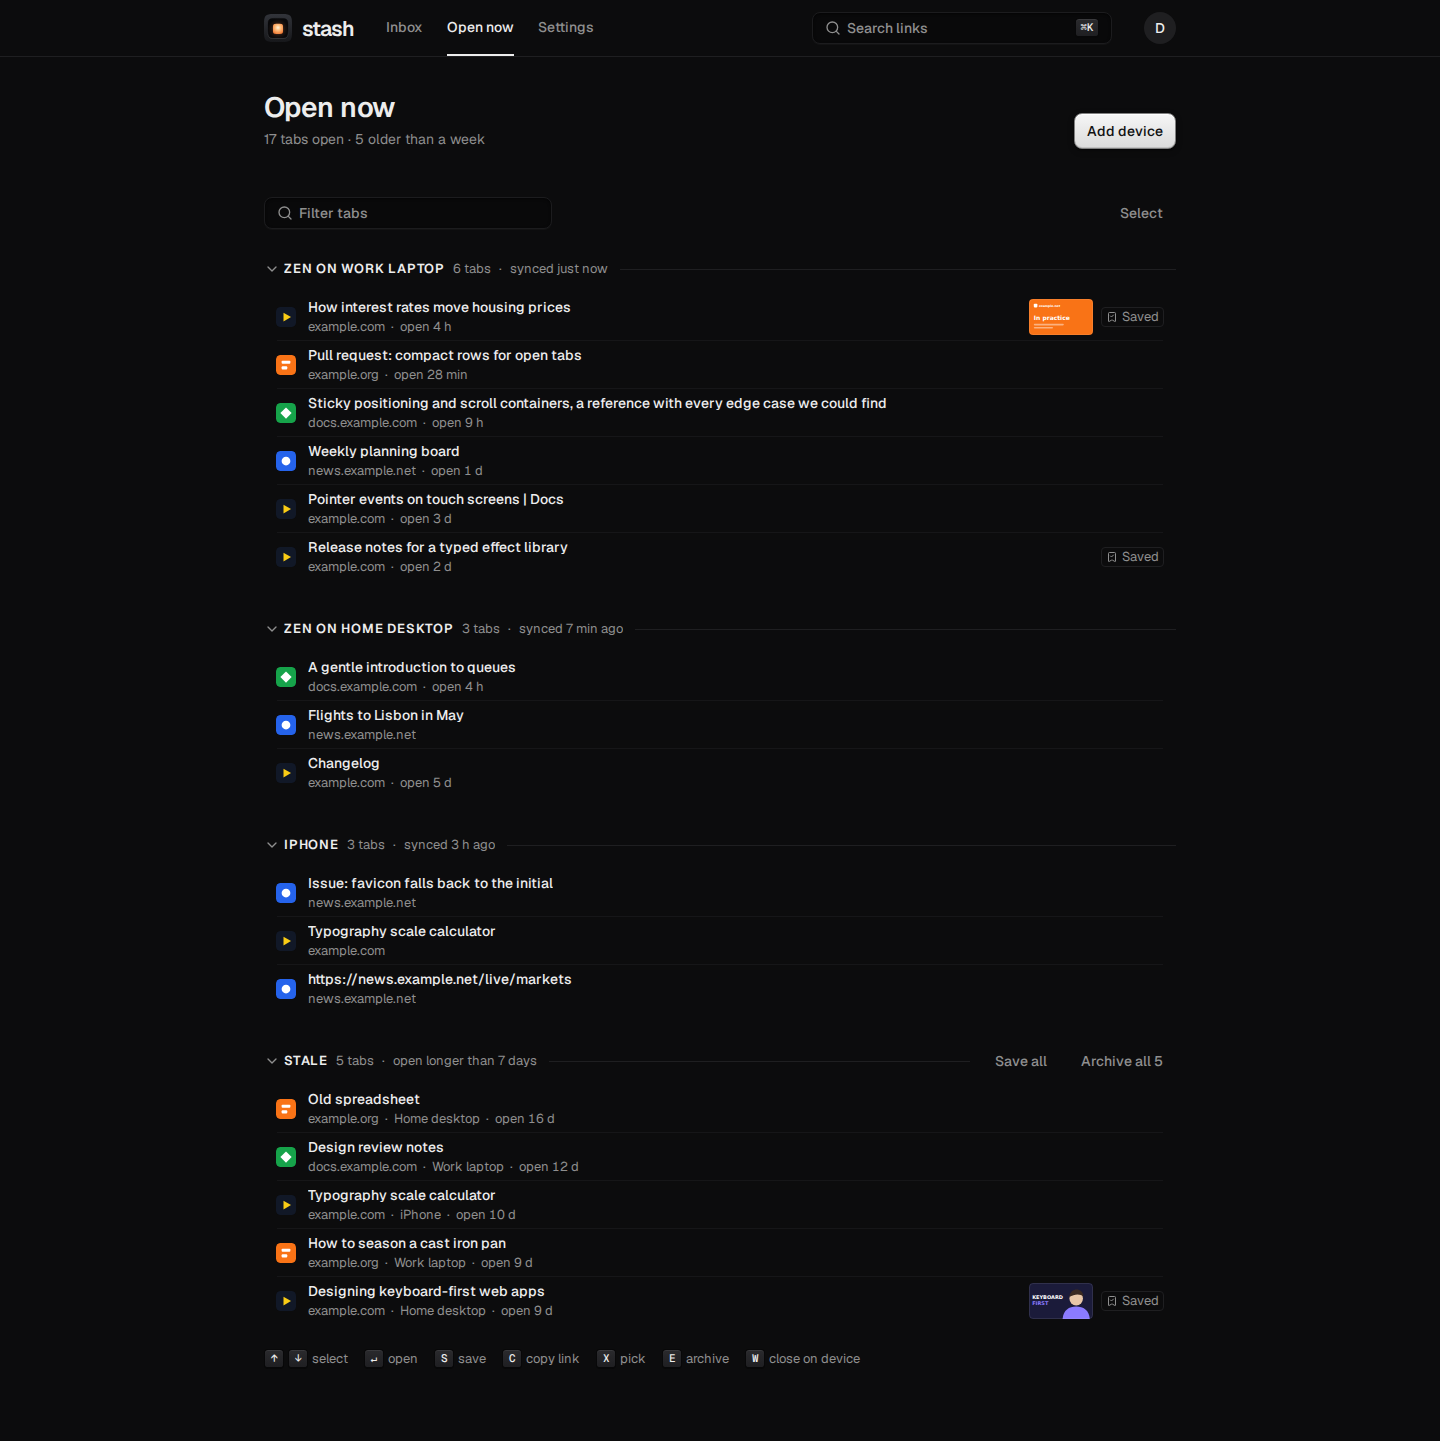 stash Inbox Open now Settings Search links ⌘K D
Open now
17 tabs open · 5 older than a week
Add device
Filter tabs Select
ZEN ON WORK LAPTOP 6 tabs · synced just now
How interest rates move housing prices
example.com · open 4 h
example.net
In practice
Saved
Pull request: compact rows for open tabs
example.org · open 28 min
Sticky positioning and scroll containers, a reference with every edge case we could find
docs.example.com · open 9 h
Weekly planning board
news.example.net · open 1 d
Pointer events on touch screens | Docs
example.com · open 3 d
Release notes for a typed effect library
example.com · open 2 d
Saved
ZEN ON HOME DESKTOP 3 tabs · synced 7 min ago
A gentle introduction to queues
docs.example.com · open 4 h
Flights to Lisbon in May
news.example.net
Changelog
example.com · open 5 d
IPHONE 3 tabs · synced 3 h ago
Issue: favicon falls back to the initial
news.example.net
Typography scale calculator
example.com
https://news.example.net/live/markets
news.example.net
STALE 5 tabs · open longer than 7 days Save all Archive all 5
Old spreadsheet
example.org · Home desktop · open 16 d
Design review notes
docs.example.com · Work laptop · open 12 d
Typography scale calculator
example.com · iPhone · open 10 d
How to season a cast iron pan
example.org · Work laptop · open 9 d
Designing keyboard-first web apps
example.com · Home desktop · open 9 d
KEYBOARD
FIRST
Saved
↑ ↓ select ↵ open S save C copy link X pick E archive W close on device